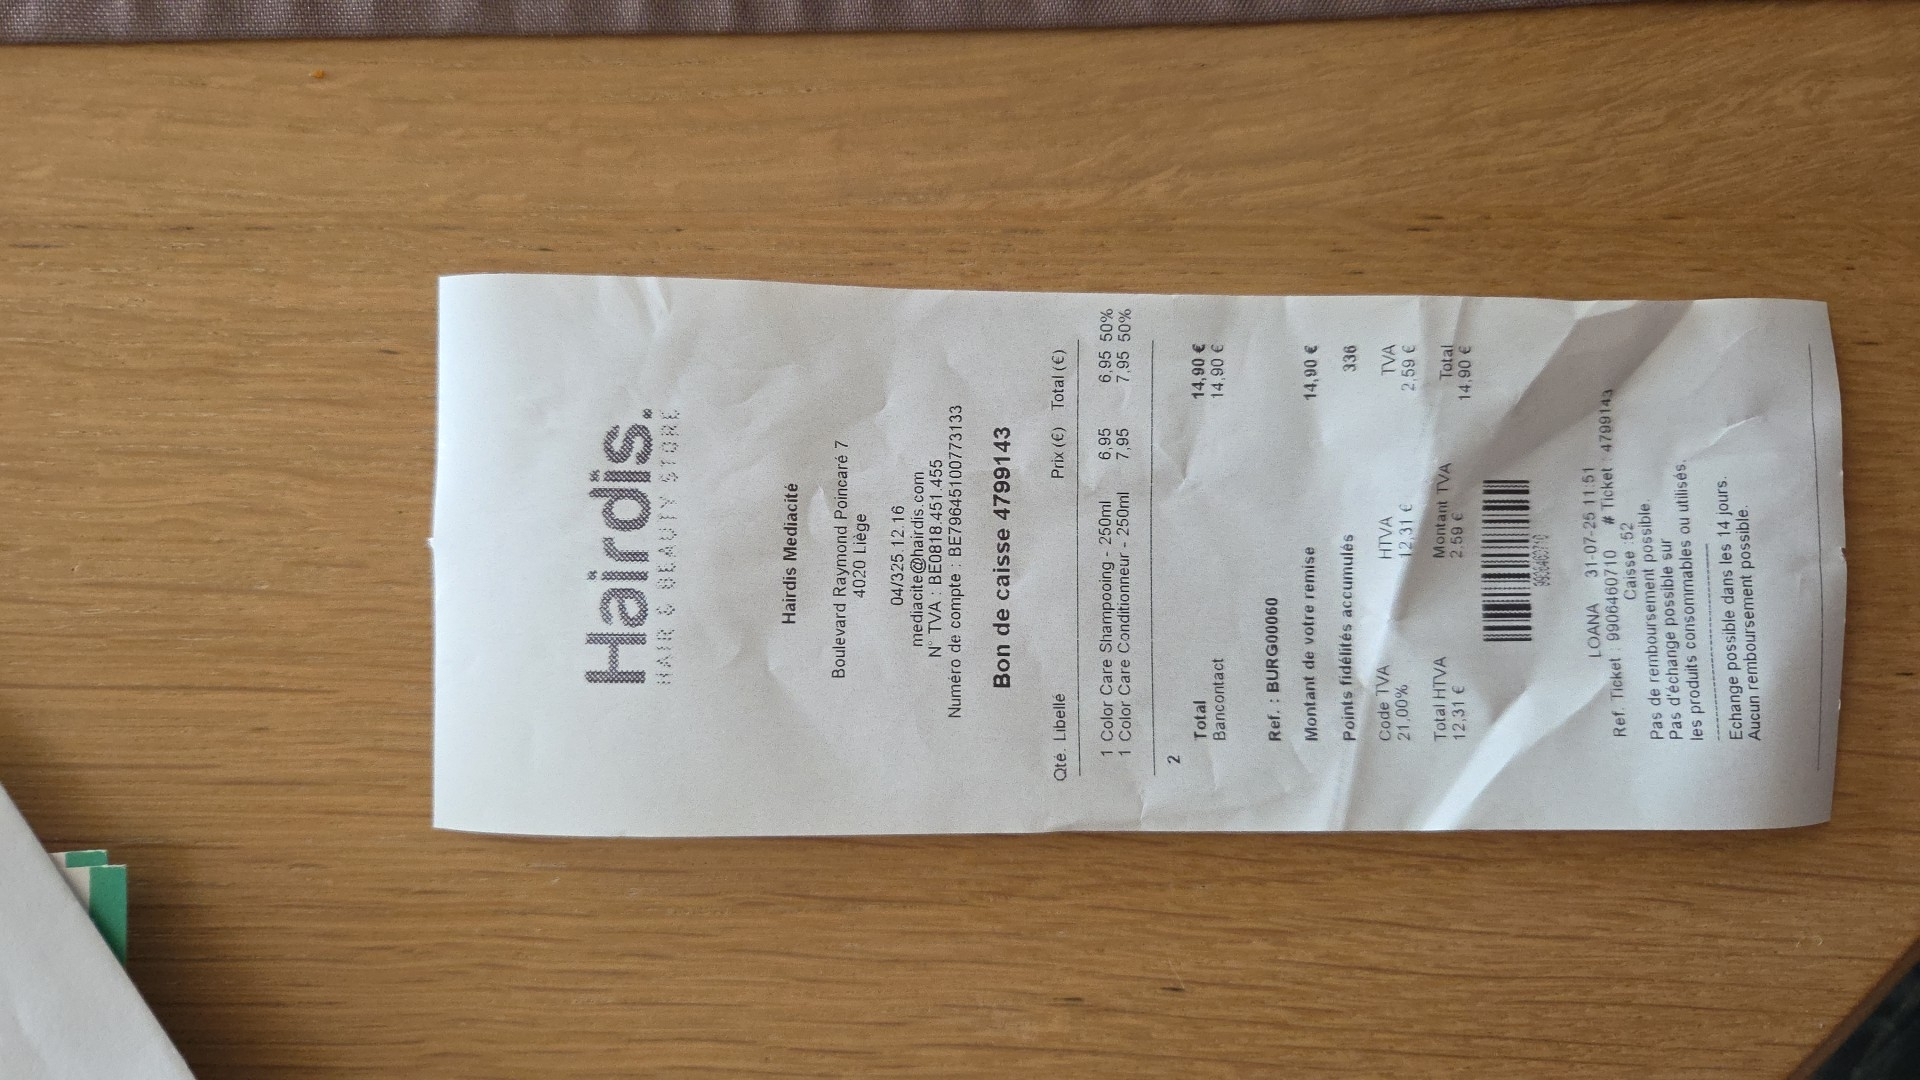 Hairdis.
HAIR & BEAUTY STORE
Hairdis Mediacité
Boulevard Raymond Poincaré 7
4020 Liège
04/325.12.16
mediacite@hairdis.com
N° TVA : BE0818.451.455
Numéro de compte : BE79645100773133
Bon de caisse 4799143
Qté. Libellé Prix (€) Total (€)
1 Color Care Shampooing - 250ml 6,95 6,95 50%
1 Color Care Conditionneur - 250ml 7,95 7,95 50%
2
Total 14,90 €
Bancontact 14,90 €
Ref. : BURG00060
Montant de votre remise 14,90 €
Points fidélités accumulés 336
Code TVA HTVA TVA
21,00% 12,31 € 2,59 €
Total HTVA Montant TVA Total
12,31 € 2,59 € 14,90 €
9906460710
LOANA 31-07-25 11:51
Ref. Ticket : 9906460710 # Ticket : 4799143
Caisse :52
Pas de remboursement possible.
Pas d'échange possible sur
les produits consommables ou utilisés.
Echange possible dans les 14 jours.
Aucun remboursement possible.